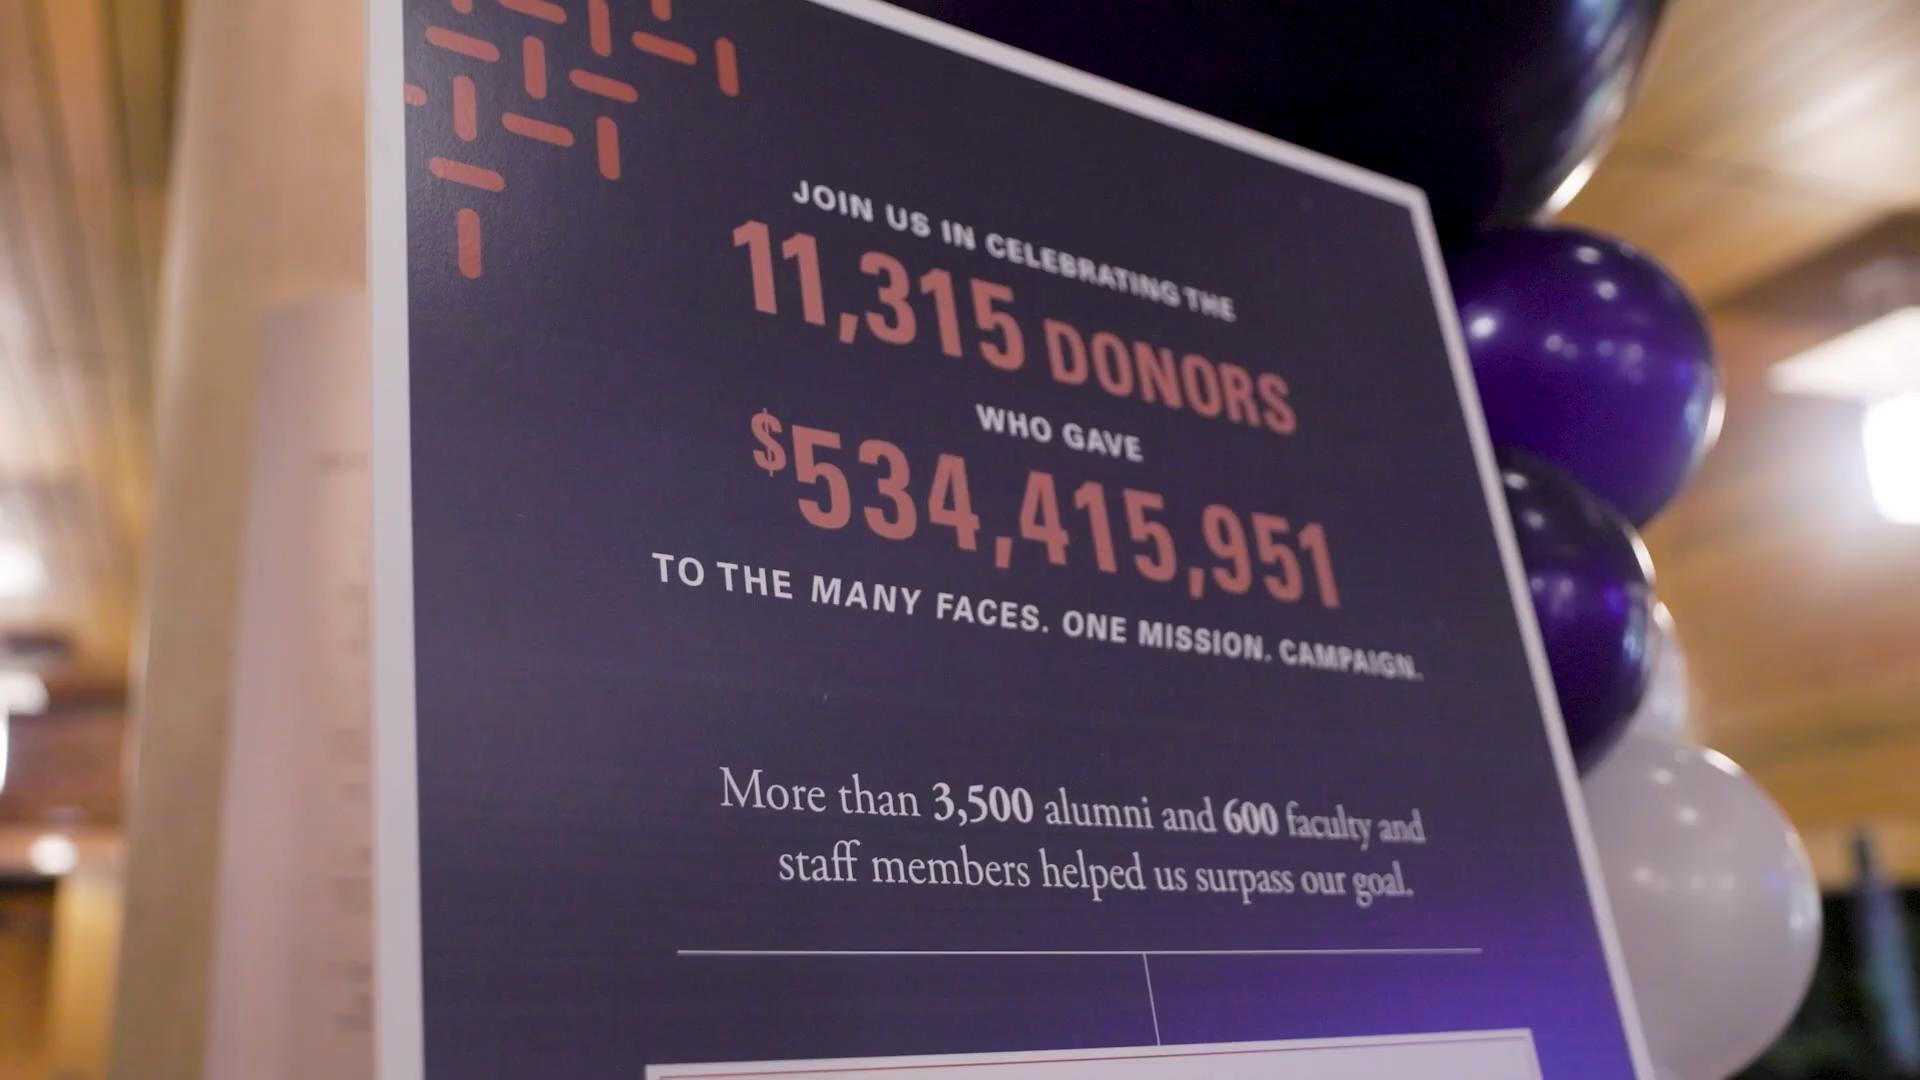 JOIN US IN CELEBRATING THE
11,315 DONORS
WHO GAVE
$534,415,951
TO THE MANY FACES. ONE MISSION. CAMPAIGN.
More than 3,500 alumni and 600 faculty and
staff members helped us surpass our goal.